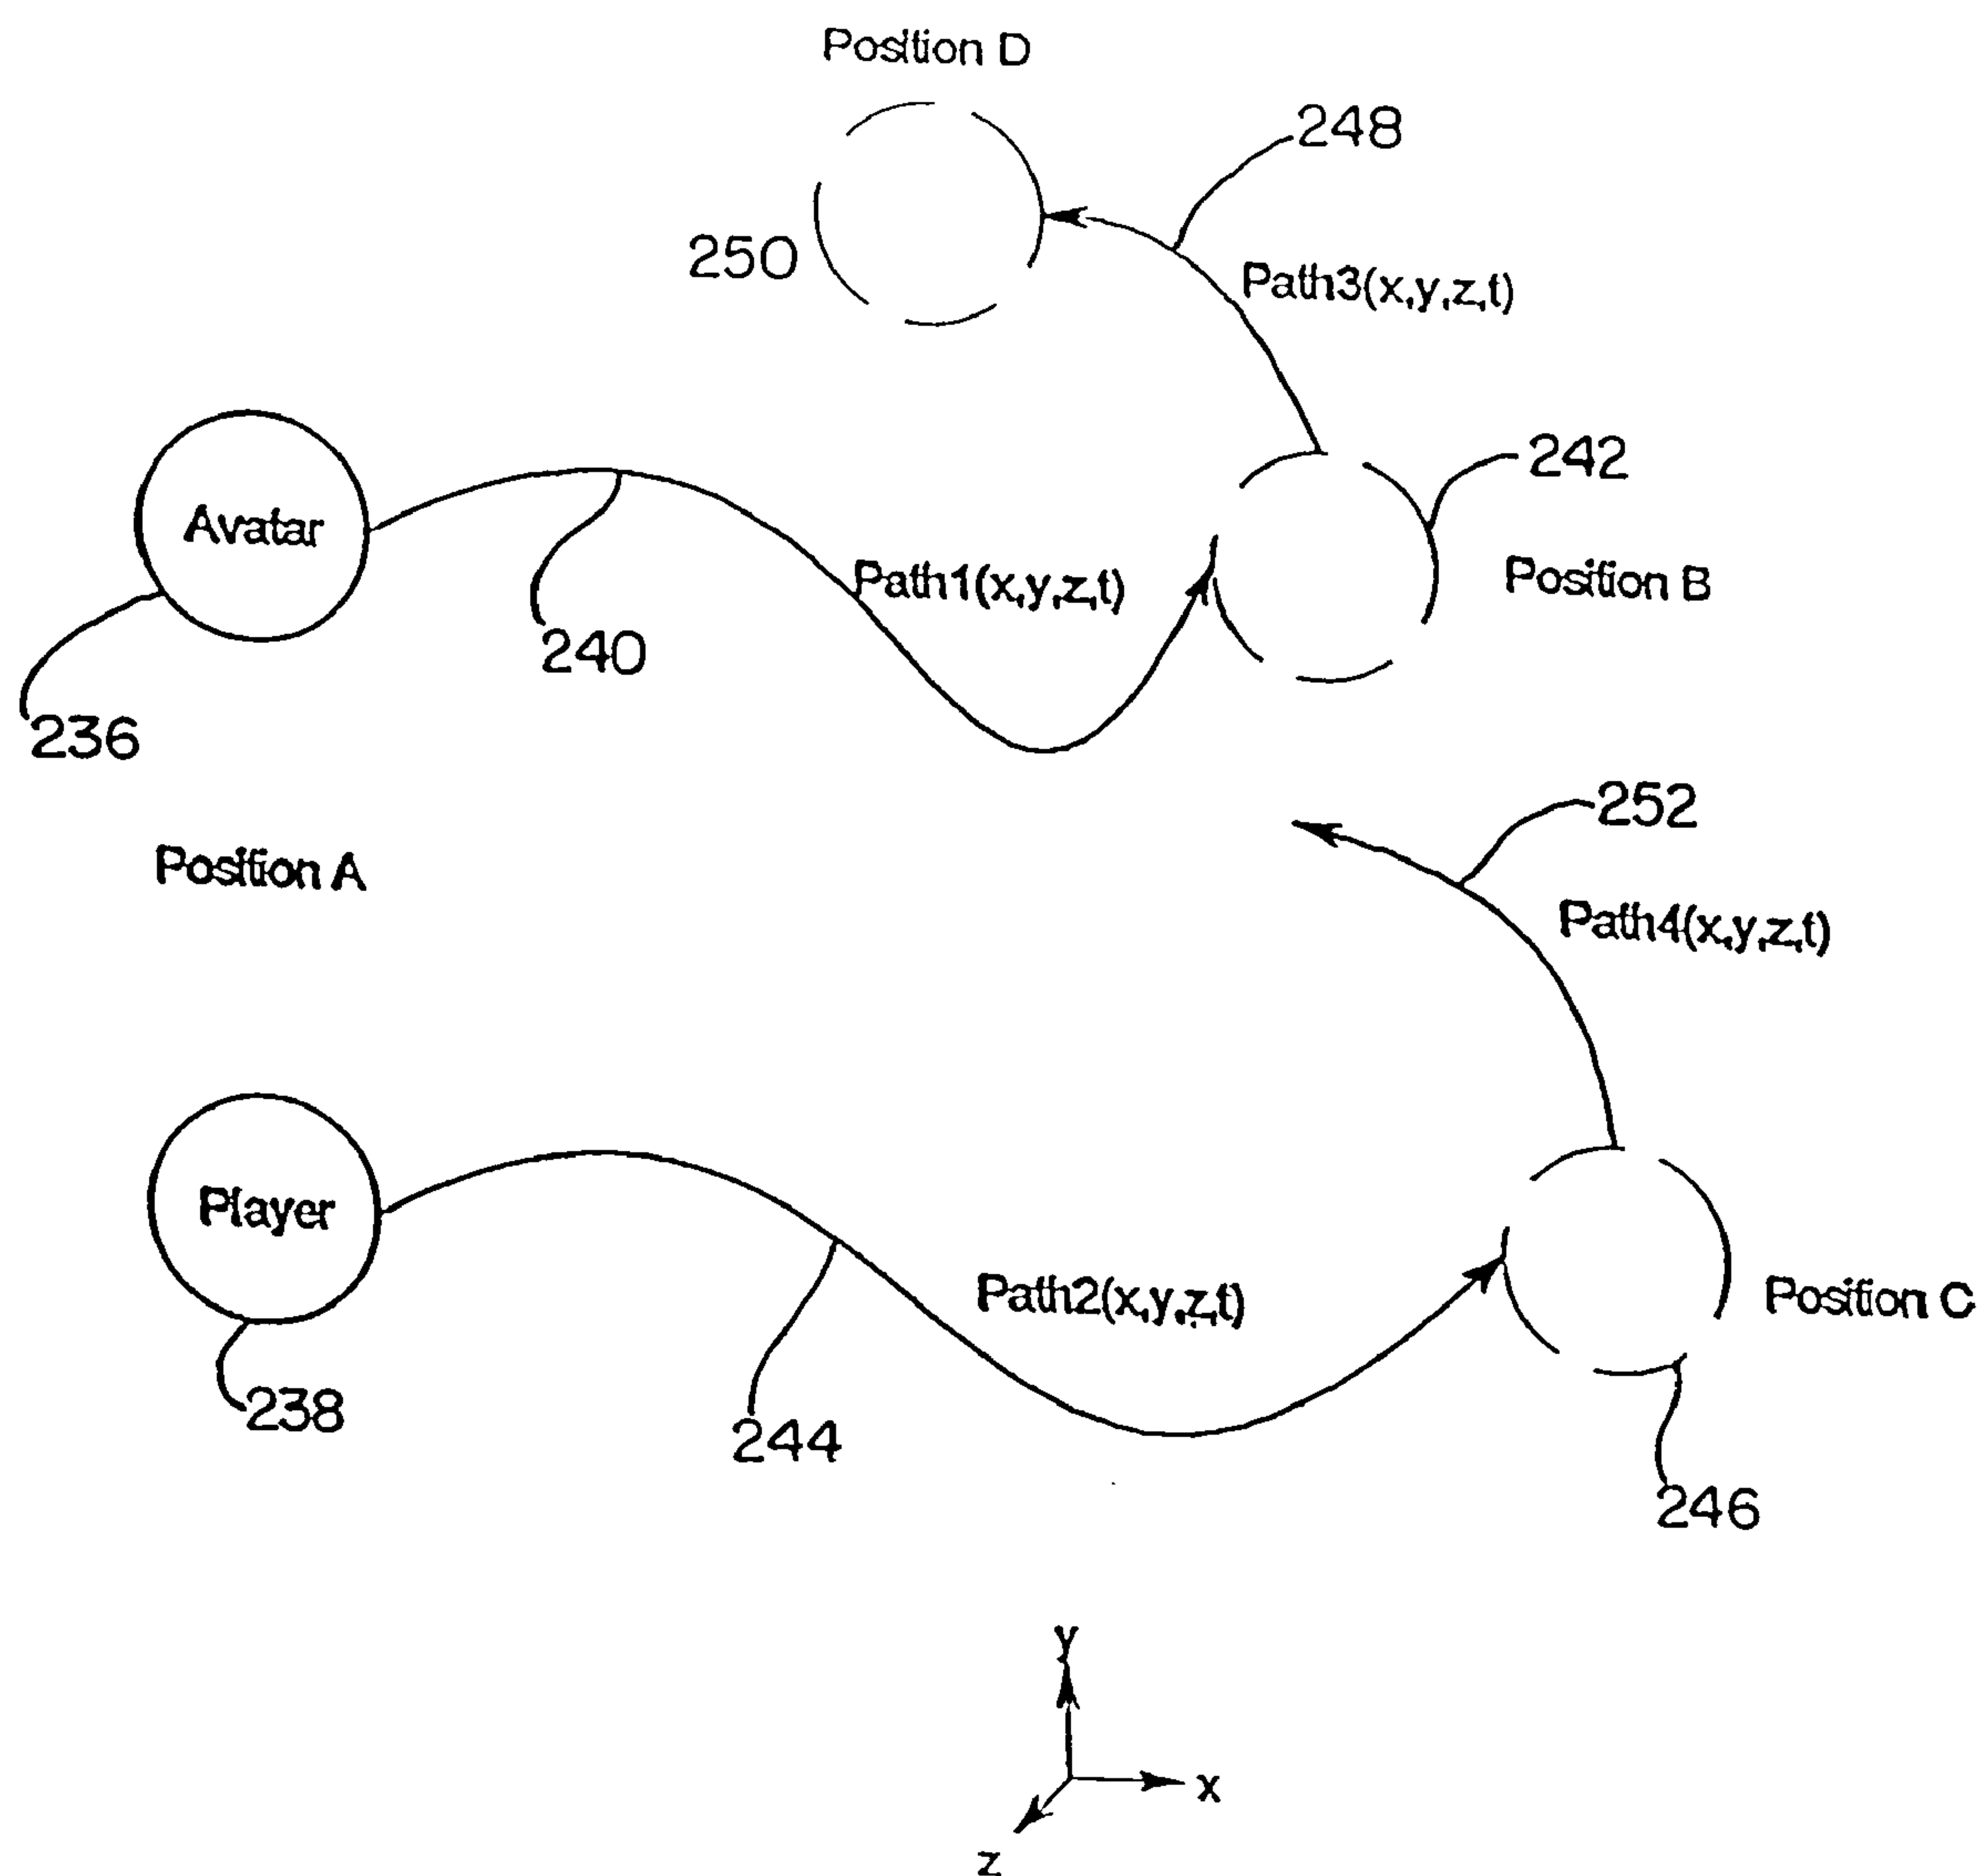 Position D
248
250
Path3(x,y,z,t)
242
Avatar
Path1(x,y,z,t)
Position B
240
236
252
Position A
Path4(x,y,z,t)
Player
Path2(x,y,z,t)
Position C
238
244
246
y
x
z